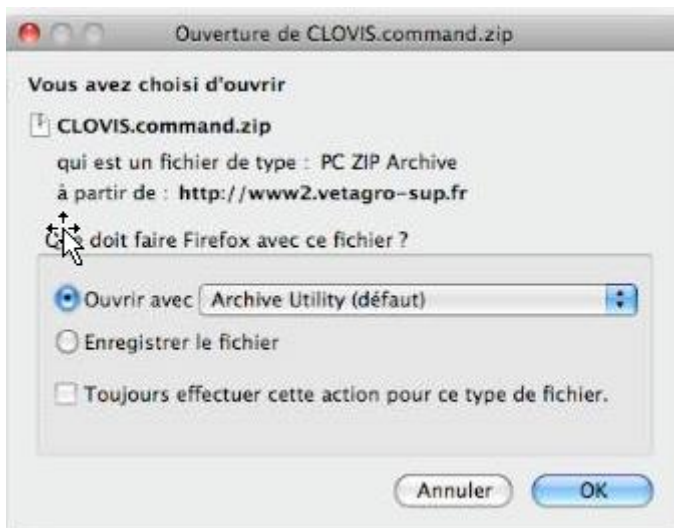 Ouverture de CLOVIS.command.zip
Vous avez choisi d'ouvrir
CLOVIS.command.zip
qui est un fichier de type : PC ZIP Archive
à partir de : http://www2.vetagro-sup.fr
doit faire Firefox avec ce fichier ?
Ouvrir avec Archive Utility (défaut)
Enregistrer le fichier
Toujours effectuer cette action pour ce type de fichier.
Annuler OK